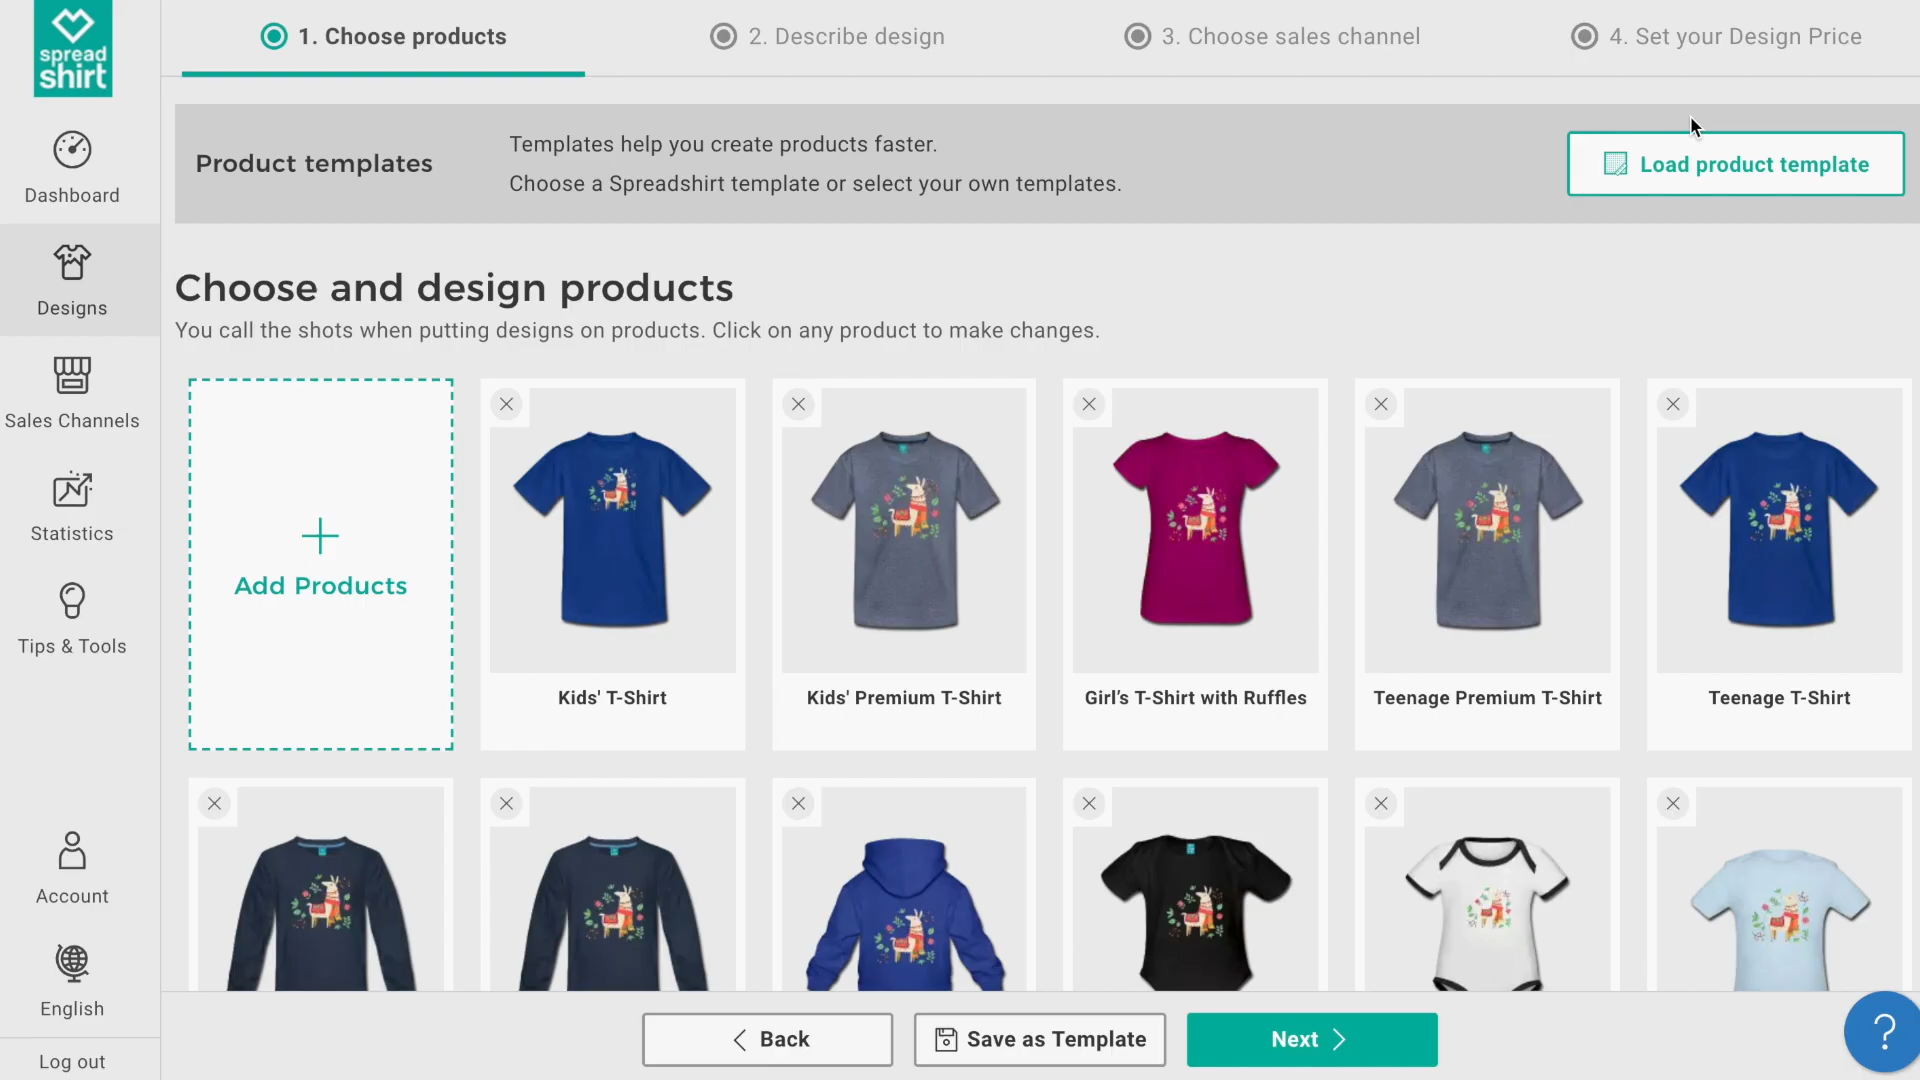 spread
shirt
1. Choose products
2. Describe design
3. Choose sales channel
4. Set your Design Price
Dashboard
Designs
Sales Channels
Statistics
Tips & Tools
Account
English
Log out
Product templates
Templates help you create products faster.
Choose a Spreadshirt template or select your own templates.
Load product template
Choose and design products
You call the shots when putting designs on products. Click on any product to make changes.
Add Products
Kids' T-Shirt
Kids' Premium T-Shirt
Girl’s T-Shirt with Ruffles
Teenage Premium T-Shirt
Teenage T-Shirt
Back
Save as Template
Next
?